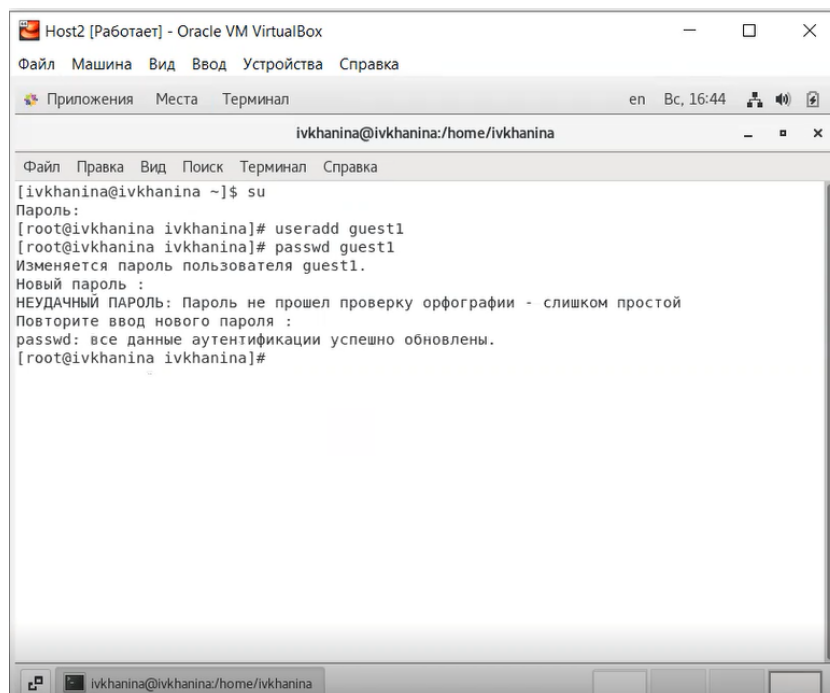 Host2 [Работает] - Oracle VM VirtualBox
Файл Машина Вид Ввод Устройства Справка
Приложения Места Терминал en Вс, 16:44
ivkhanina@ivkhanina:/home/ivkhanina
Файл Правка Вид Поиск Терминал Справка
[ivkhanina@ivkhanina ~]$ su
Пароль:
[root@ivkhanina ivkhanina]# useradd guest1
[root@ivkhanina ivkhanina]# passwd guest1
Изменяется пароль пользователя guest1.
Новый пароль :
НЕУДАЧНЫЙ ПАРОЛЬ: Пароль не прошел проверку орфографии - слишком простой
Повторите ввод нового пароля :
passwd: все данные аутентификации успешно обновлены.
[root@ivkhanina ivkhanina]#
ivkhanina@ivkhanina:/home/ivkhanina